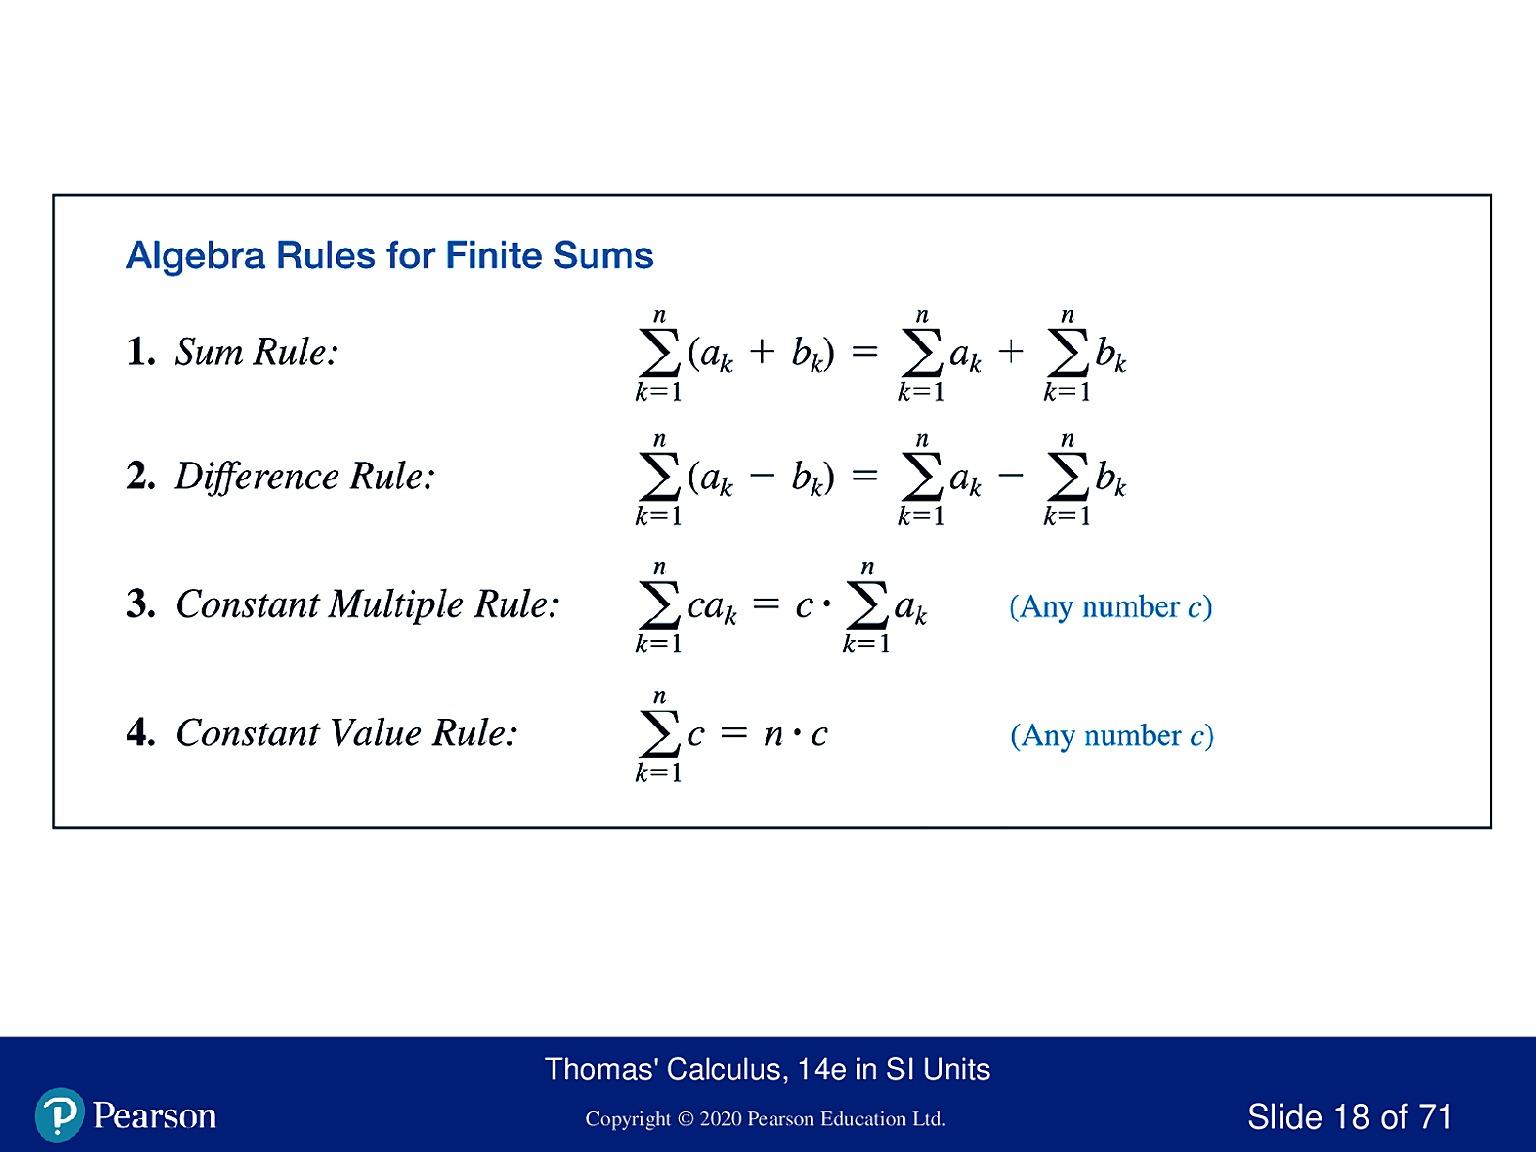 Algebra Rules for Finite Sums
1. Sum Rule: $\sum_{k=1}^{n}(a_k + b_k) = \sum_{k=1}^{n}a_k + \sum_{k=1}^{n}b_k$
2. Difference Rule: $\sum_{k=1}^{n}(a_k - b_k) = \sum_{k=1}^{n}a_k - \sum_{k=1}^{n}b_k$
3. Constant Multiple Rule: $\sum_{k=1}^{n}ca_k = c \cdot \sum_{k=1}^{n}a_k$ (Any number c)
4. Constant Value Rule: $\sum_{k=1}^{n}c = n \cdot c$ (Any number c)
Thomas' Calculus, 14e in SI Units
Pearson Copyright © 2020 Pearson Education Ltd. Slide 18 of 71